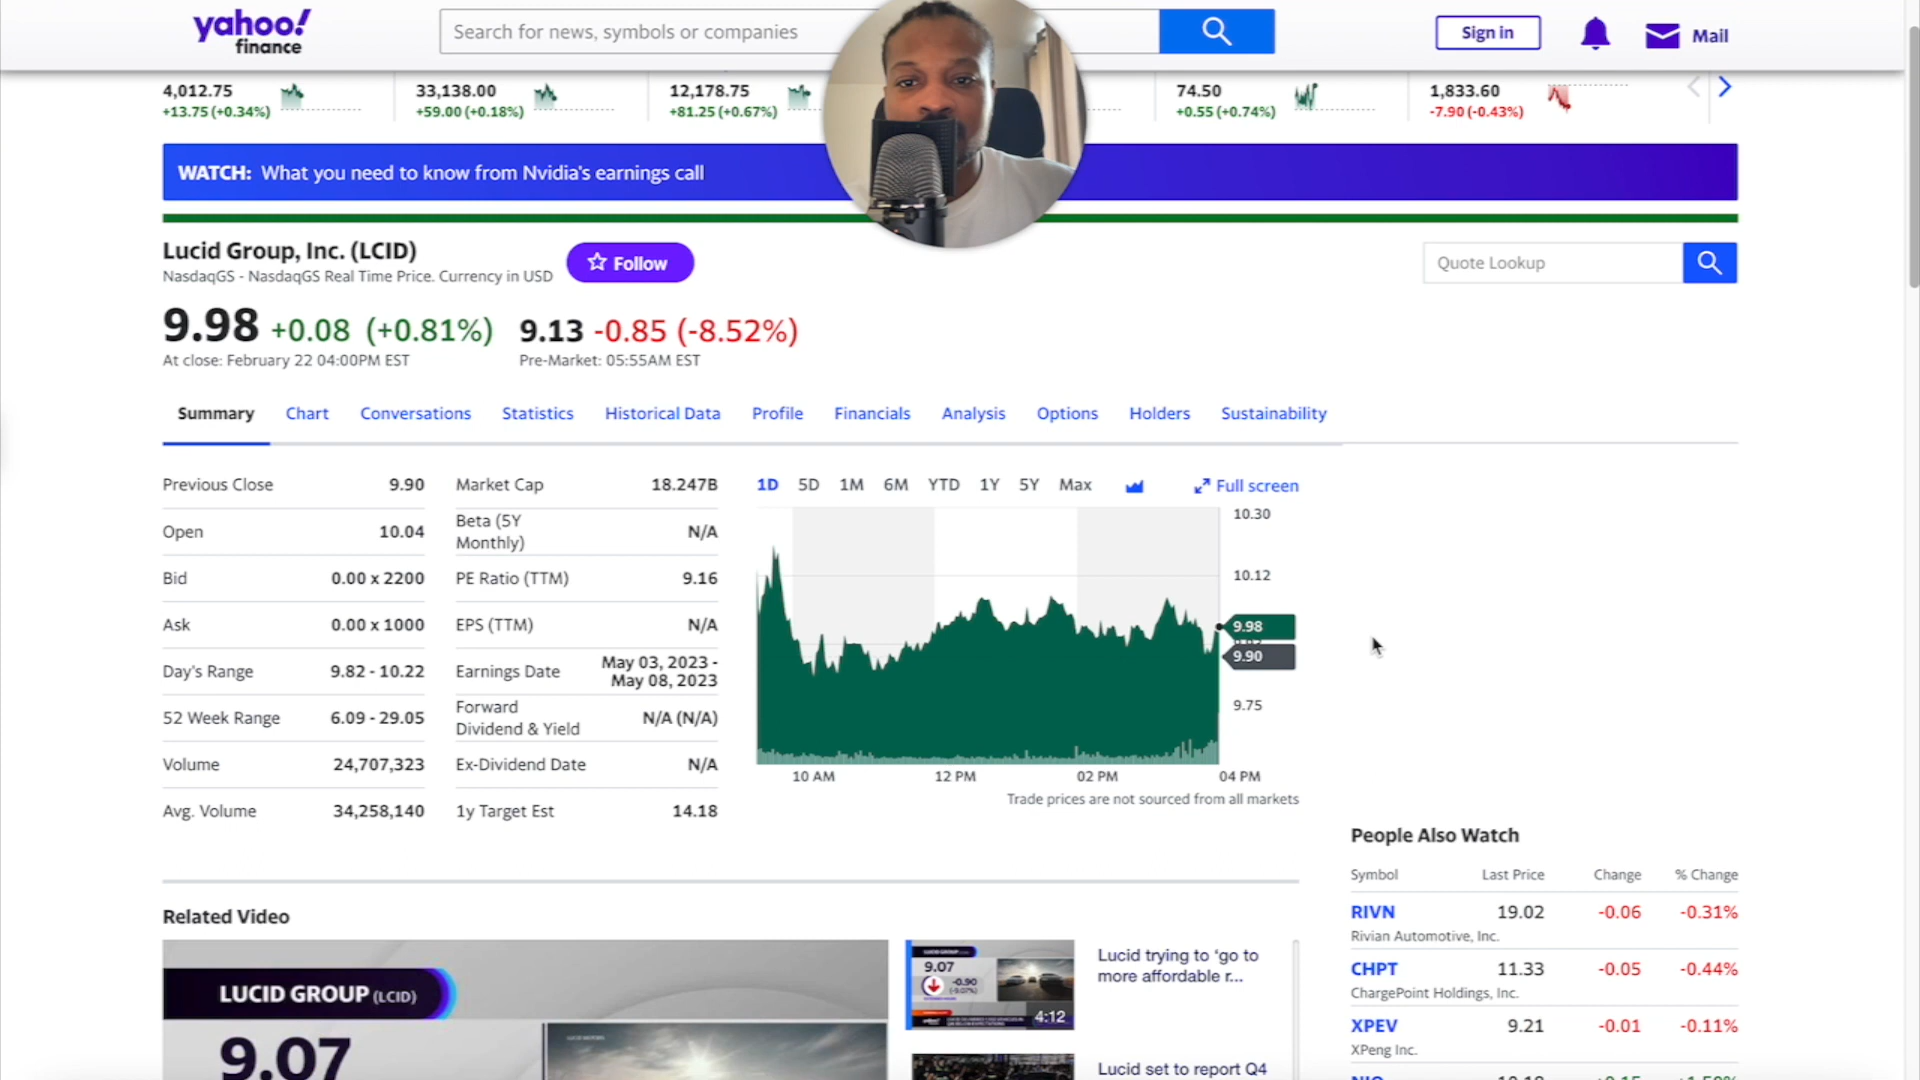 yahoo!
finance
Search for news, symbols or companies
Sign in
Mail
4,012.75
+13.75 (+0.34%)
33,138.00
+59.00 (+0.18%)
12,178.75
+81.25 (+0.67%)
74.50
+0.55 (+0.74%)
1,833.60
-7.90 (-0.43%)
WATCH: What you need to know from Nvidia's earnings call
Lucid Group, Inc. (LCID)
NasdaqGS - NasdaqGS Real Time Price. Currency in USD
Follow
Quote Lookup
9.98 +0.08 (+0.81%)
At close: February 22 04:00PM EST
9.13 -0.85 (-8.52%)
Pre-Market: 05:55AM EST
Summary Chart Conversations Statistics Historical Data Profile Financials Analysis Options Holders Sustainability
Previous Close 9.90
Open 10.04
Bid 0.00 x 2200
Ask 0.00 x 1000
Day's Range 9.82 - 10.22
52 Week Range 6.09 - 29.05
Volume 24,707,323
Avg. Volume 34,258,140
Market Cap 18.247B
Beta (5Y
Monthly) N/A
PE Ratio (TTM) 9.16
EPS (TTM) N/A
Earnings Date May 03, 2023 -
May 08, 2023
Forward
Dividend & Yield N/A (N/A)
Ex-Dividend Date N/A
1y Target Est 14.18
1D 5D 1M 6M YTD 1Y 5Y Max Full screen
10.30
10.12
9.98
9.90
9.75
10 AM 12 PM 02 PM 04 PM
Trade prices are not sourced from all markets
People Also Watch
Symbol Last Price Change % Change
RIVN 19.02 -0.06 -0.31%
Rivian Automotive, Inc.
CHPT 11.33 -0.05 -0.44%
ChargePoint Holdings, Inc.
XPEV 9.21 -0.01 -0.11%
XPeng Inc.
Related Video
LUCID GROUP (LCID)
9.07
LUCID GROUP (LCID)
9.07
-0.90
4:12
Lucid trying to 'go to
more affordable r...
Lucid set to report Q4